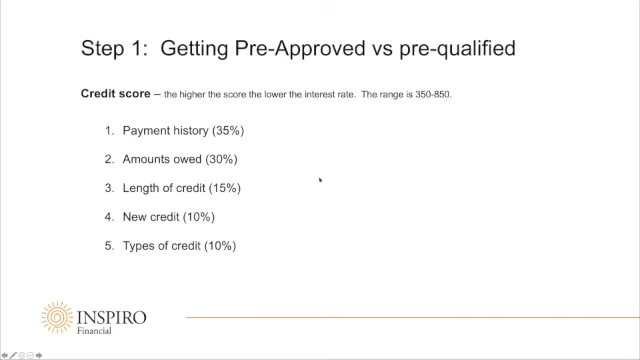 Step 1: Getting Pre-Approved vs pre-qualified
Credit score – the higher the score the lower the interest rate. The range is 350-850.
1. Payment history (35%)
2. Amounts owed (30%)
3. Length of credit (15%)
4. New credit (10%)
5. Types of credit (10%)
INSPIRO
Financial